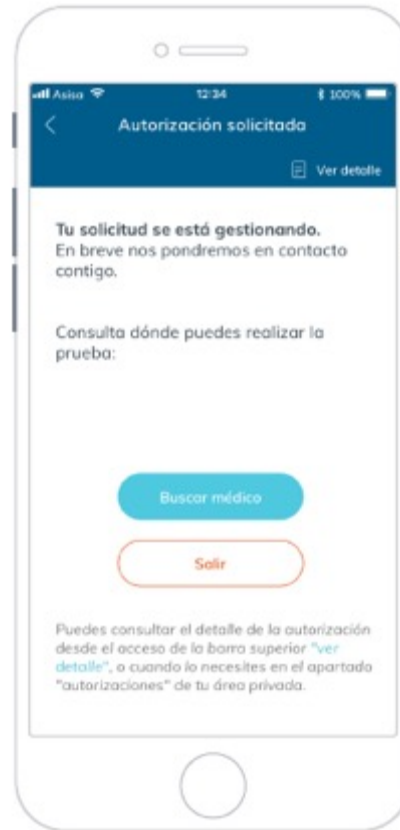 Asisa 12:34 100%
Autorización solicitada
Ver detalle
Tu solicitud se está gestionando.
En breve nos pondremos en contacto
contigo.
Consulta dónde puedes realizar la
prueba:
Buscar médico
Salir
Puedes consultar el detalle de la autorización
desde el acceso de la barra superior "ver
detalle", o cuando lo necesites en el apartado
"autorizaciones" de tu área privada.